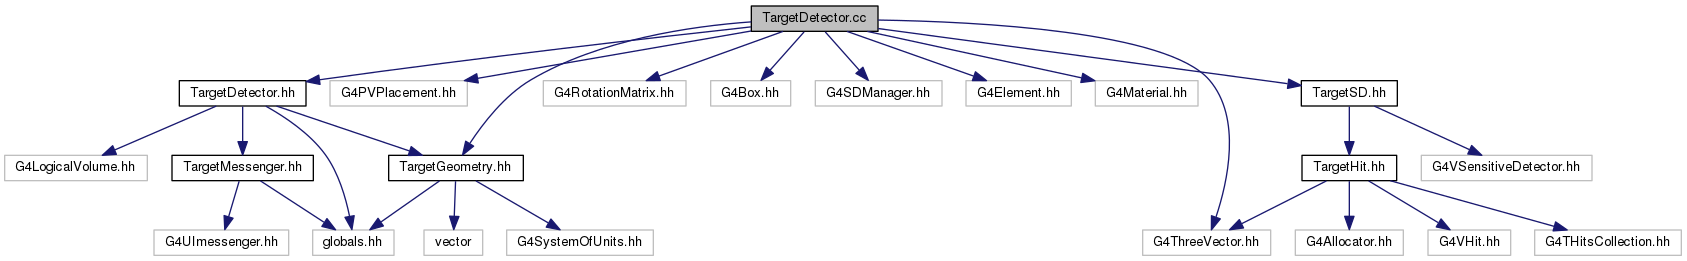 TargetDetector.cc
TargetDetector.hh
G4PVPlacement.hh
G4RotationMatrix.hh
G4Box.hh
G4SDManager.hh
G4Element.hh
G4Material.hh
TargetSD.hh
G4LogicalVolume.hh
TargetMessenger.hh
TargetGeometry.hh
TargetHit.hh
G4VSensitiveDetector.hh
G4UImessenger.hh
globals.hh
vector
G4SystemOfUnits.hh
G4ThreeVector.hh
G4Allocator.hh
G4VHit.hh
G4THitsCollection.hh